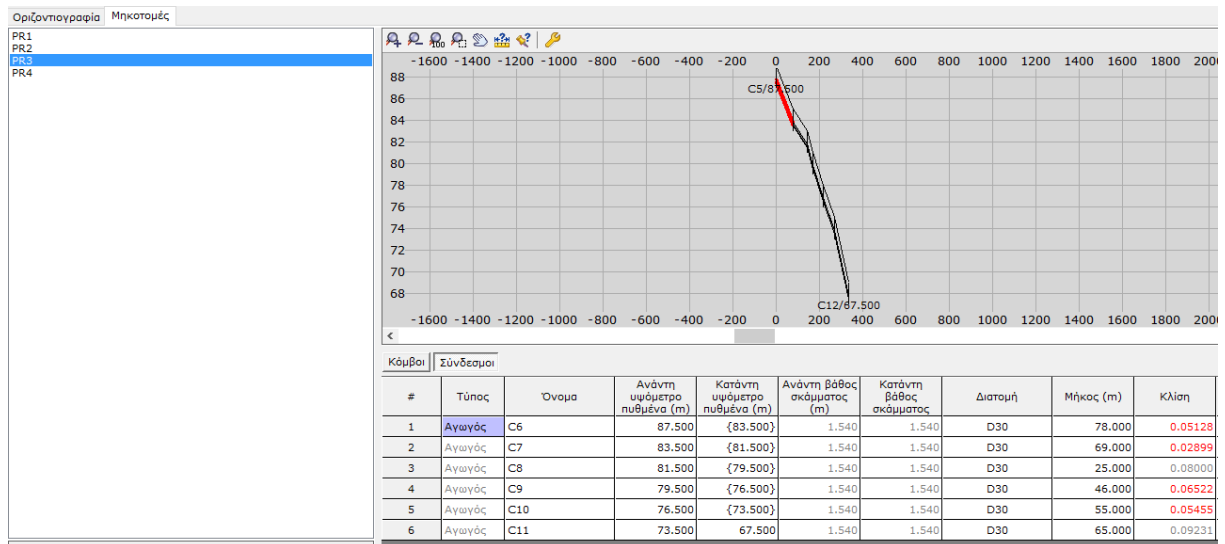 Οριζοντιογραφία Μηκοτομές
PR1
PR2
PR3
PR4
100
-1600 -1400 -1200 -1000 -800 -600 -400 -200 0 200 400 600 800 1000 1200 1400 1600 1800 200
88
86
84
82
80
78
76
74
72
70
68
C5/87.500
C12/67.500
-1600 -1400 -1200 -1000 -800 -600 -400 -200 0 200 400 600 800 1000 1200 1400 1600 1800 200
Κόμβοι Σύνδεσμοι
# Τύπος Όνομα Ανάντη υψόμετρο πυθμένα (m) Κατάντη υψόμετρο πυθμένα (m) Ανάντη βάθος σκάμματος (m) Κατάντη βάθος σκάμματος Διατομή Μήκος (m) Κλίση
1 Αγωγός C6 87.500 {83.500} 1.540 1.540 D30 78.000 0.05128
2 Αγωγός C7 83.500 {81.500} 1.540 1.540 D30 69.000 0.02899
3 Αγωγός C8 81.500 {79.500} 1.540 1.540 D30 25.000 0.08000
4 Αγωγός C9 79.500 {76.500} 1.540 1.540 D30 46.000 0.06522
5 Αγωγός C10 76.500 {73.500} 1.540 1.540 D30 55.000 0.05455
6 Αγωγός C11 73.500 67.500 1.540 1.540 D30 65.000 0.09231